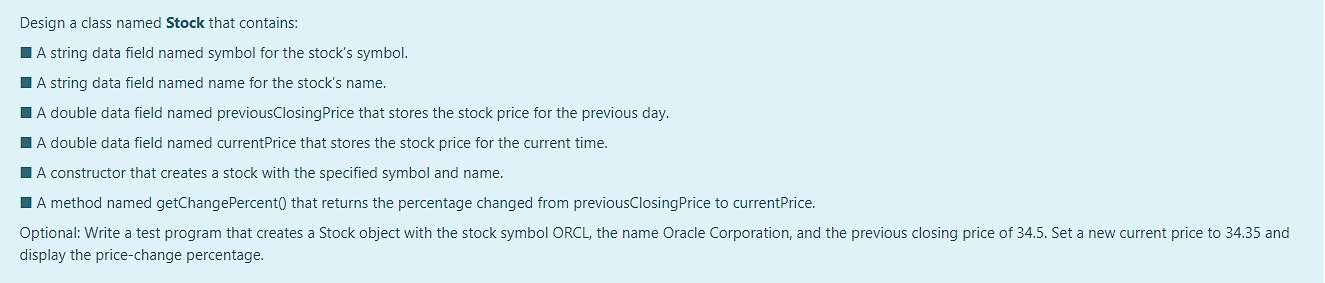 Design a class named Stock that contains:
■ A string data field named symbol for the stock's symbol.
■ A string data field named name for the stock's name.
■ A double data field named previousClosingPrice that stores the stock price for the previous day.
■ A double data field named currentPrice that stores the stock price for the current time.
■ A constructor that creates a stock with the specified symbol and name.
■ A method named getChangePercent() that returns the percentage changed from previousClosingPrice to currentPrice.
Optional: Write a test program that creates a Stock object with the stock symbol ORCL, the name Oracle Corporation, and the previous closing price of 34.5. Set a new current price to 34.35 and
display the price-change percentage.